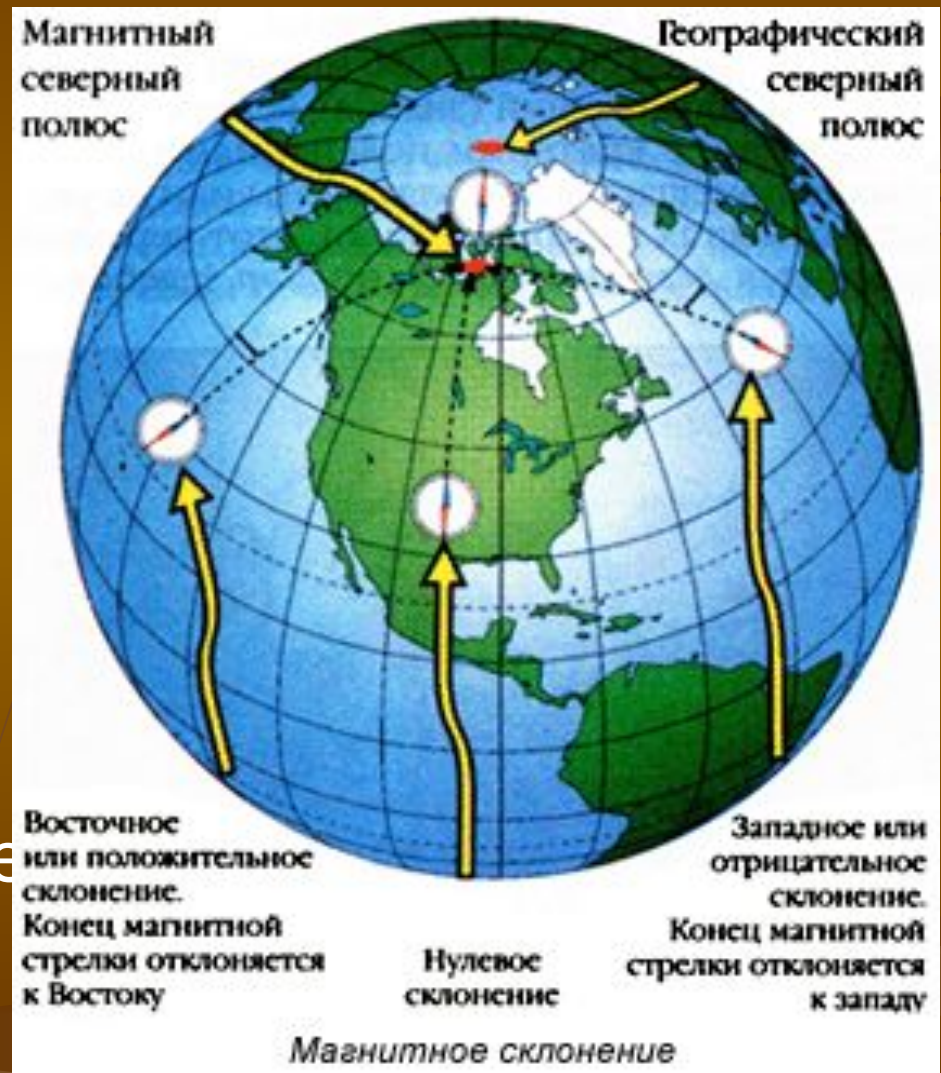 Магнитный
северный
полюс
Географический
северный
полюс
е
Восточное
или положительное
склонение.
Конец магнитной
стрелки отклоняется
к Востоку
Нулевое
склонение
Западное или
отрицательное
склонение.
Конец магнитной
стрелки отклоняется
к западу
Магнитное склонение